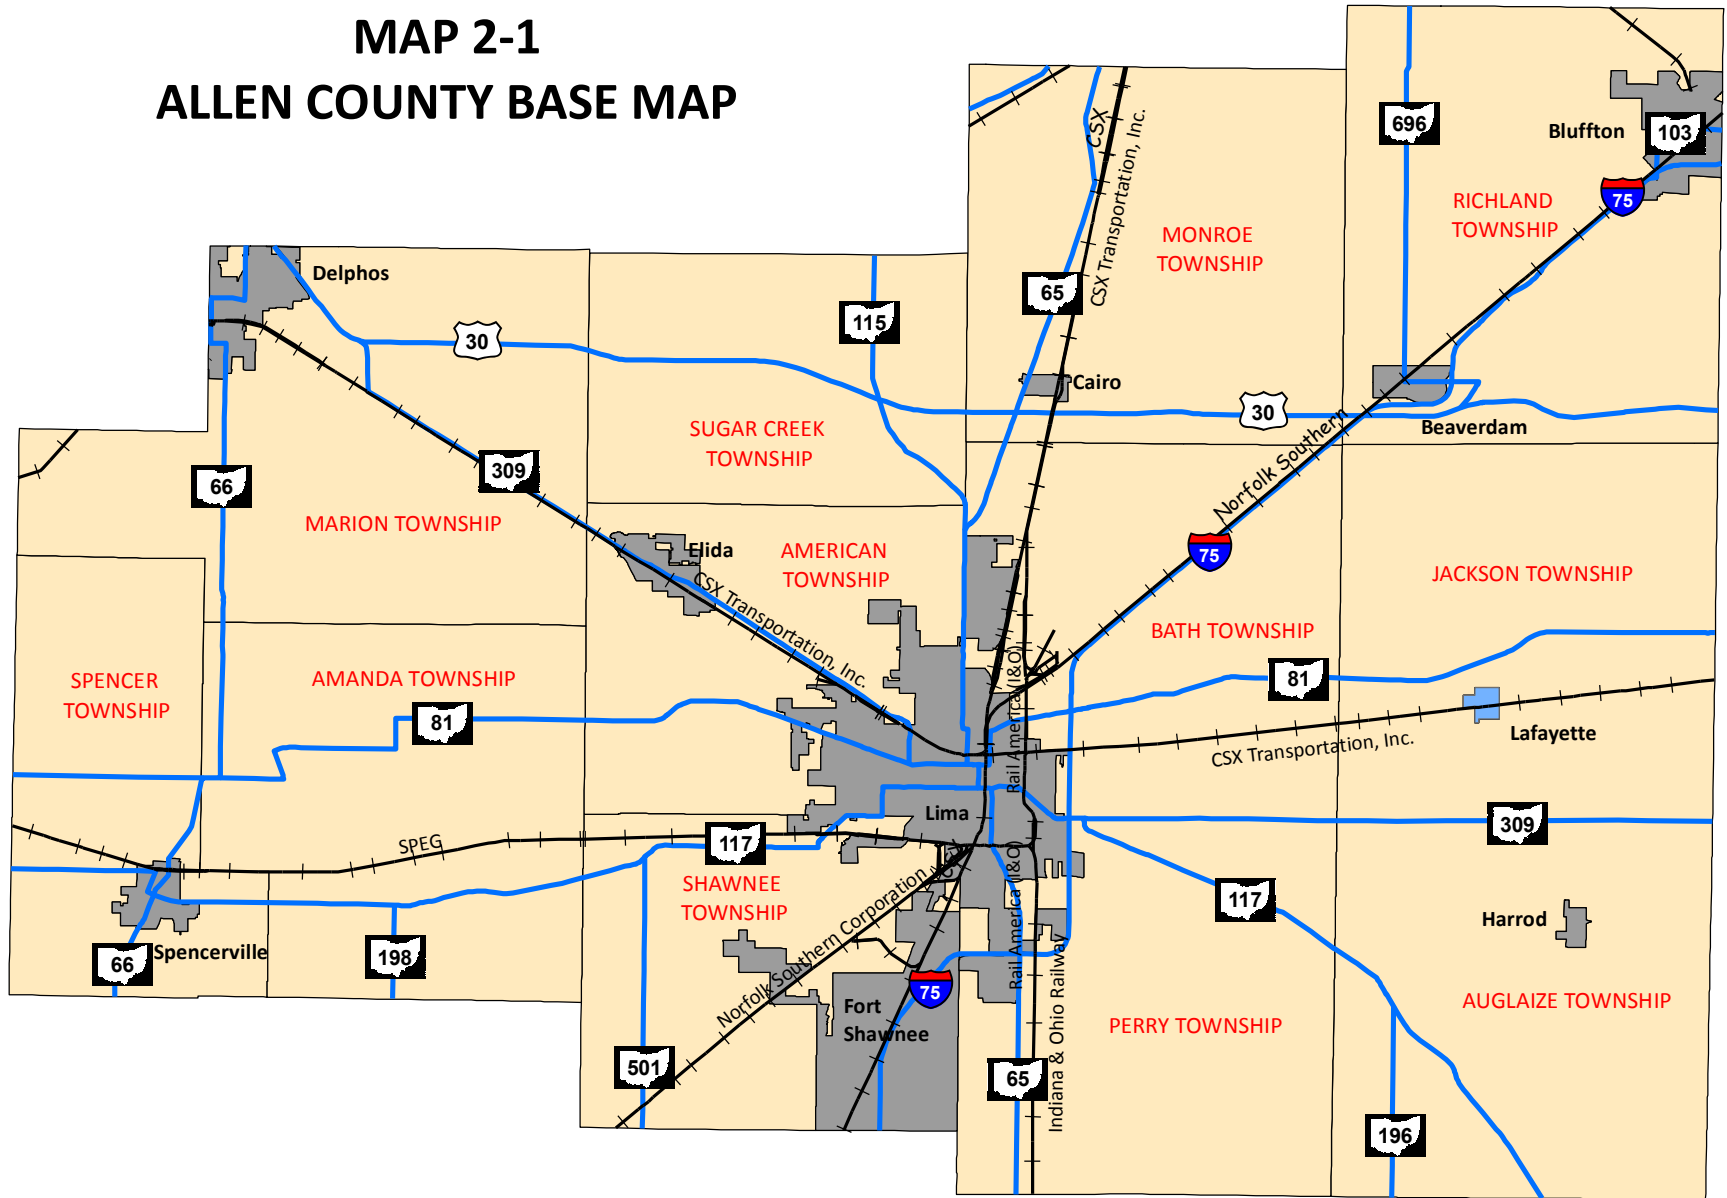 MAP 2-1
ALLEN COUNTY BASE MAP
696
Bluffton
103
CSX
CSX Transportation, Inc.
75
RICHLAND
TOWNSHIP
MONROE
TOWNSHIP
Delphos
65
115
30
Cairo
30
Beaverdam
SUGAR CREEK
TOWNSHIP
309
66
Norfolk Southern
MARION TOWNSHIP
Elida
AMERICAN
TOWNSHIP
75
JACKSON TOWNSHIP
CSX Transportation, Inc.
BATH TOWNSHIP
SPENCER
TOWNSHIP
AMANDA TOWNSHIP
81
81
Rail America (I&O)
Lafayette
CSX Transportation, Inc.
Lima
309
SPEG
117
SHAWNEE
TOWNSHIP
Norfolk Southern Corporation
Rail America (I&O)
117
Harrod
66
Spencerville
198
75
Fort
Shawnee
Indiana & Ohio Railway
PERRY TOWNSHIP
AUGLAIZE TOWNSHIP
501
65
196